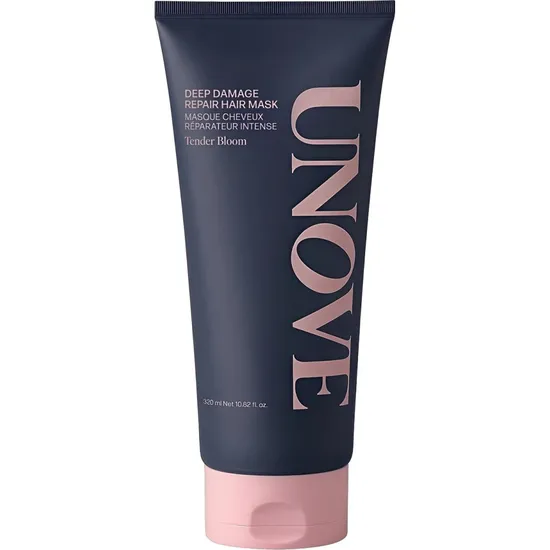 DEEP DAMAGE
REPAIR HAIR MASK
MASQUE CHEVEUX
RÉPARATEUR INTENSE
Tender Bloom
UNOVE
320 ml Net 10.82 fl. oz.